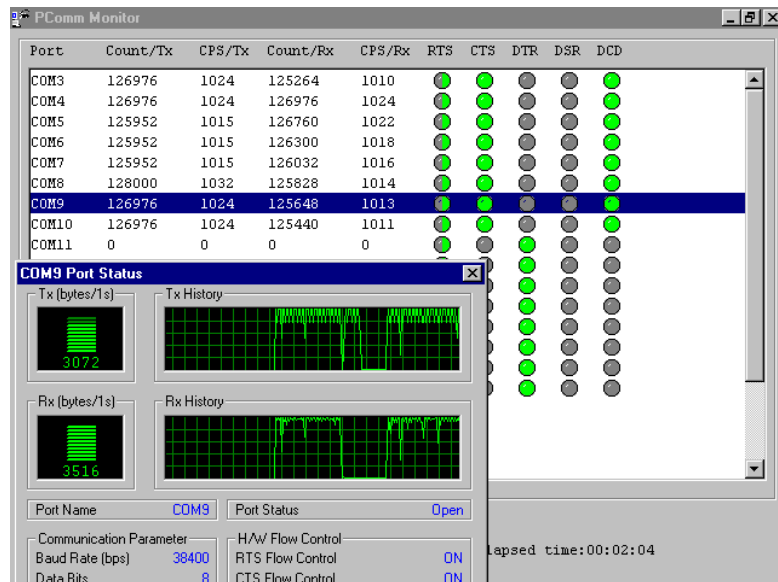 PComm Monitor
Port Count/Tx CPS/Tx Count/Rx CPS/Rx RTS CTS DTR DSR DCD
COM3 126976 1024 125264 1010
COM4 126976 1024 126976 1024
COM5 125952 1015 126760 1022
COM6 125952 1015 126300 1018
COM7 125952 1015 126032 1016
COM8 128000 1032 125828 1014
COM9 126976 1024 125648 1013
COM10 126976 1024 125440 1011
COM11 0 0 0 0
COM9 Port Status
Tx (bytes/1s) Tx History
3072
Rx (bytes/1s) Rx History
3516
Port Name COM9 Port Status Open
Communication Parameter H/W Flow Control
Baud Rate (bps) 38400 RTS Flow Control ON
lapsed time:00:02:04
Data Bits 8 CTS Flow Control ON